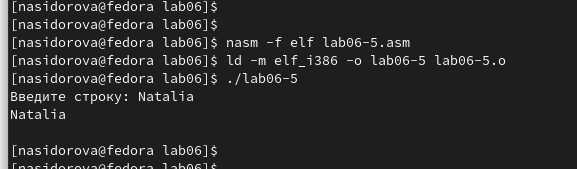 [nasidorova@fedora lab06]$
[nasidorova@fedora lab06]$
[nasidorova@fedora lab06]$ nasm -f elf lab06-5.asm
[nasidorova@fedora lab06]$ ld -m elf_i386 -o lab06-5 lab06-5.o
[nasidorova@fedora lab06]$ ./lab06-5
Введите строку: Natalia
Natalia
[nasidorova@fedora lab06]$
[nasidorova@fedora lab06]$